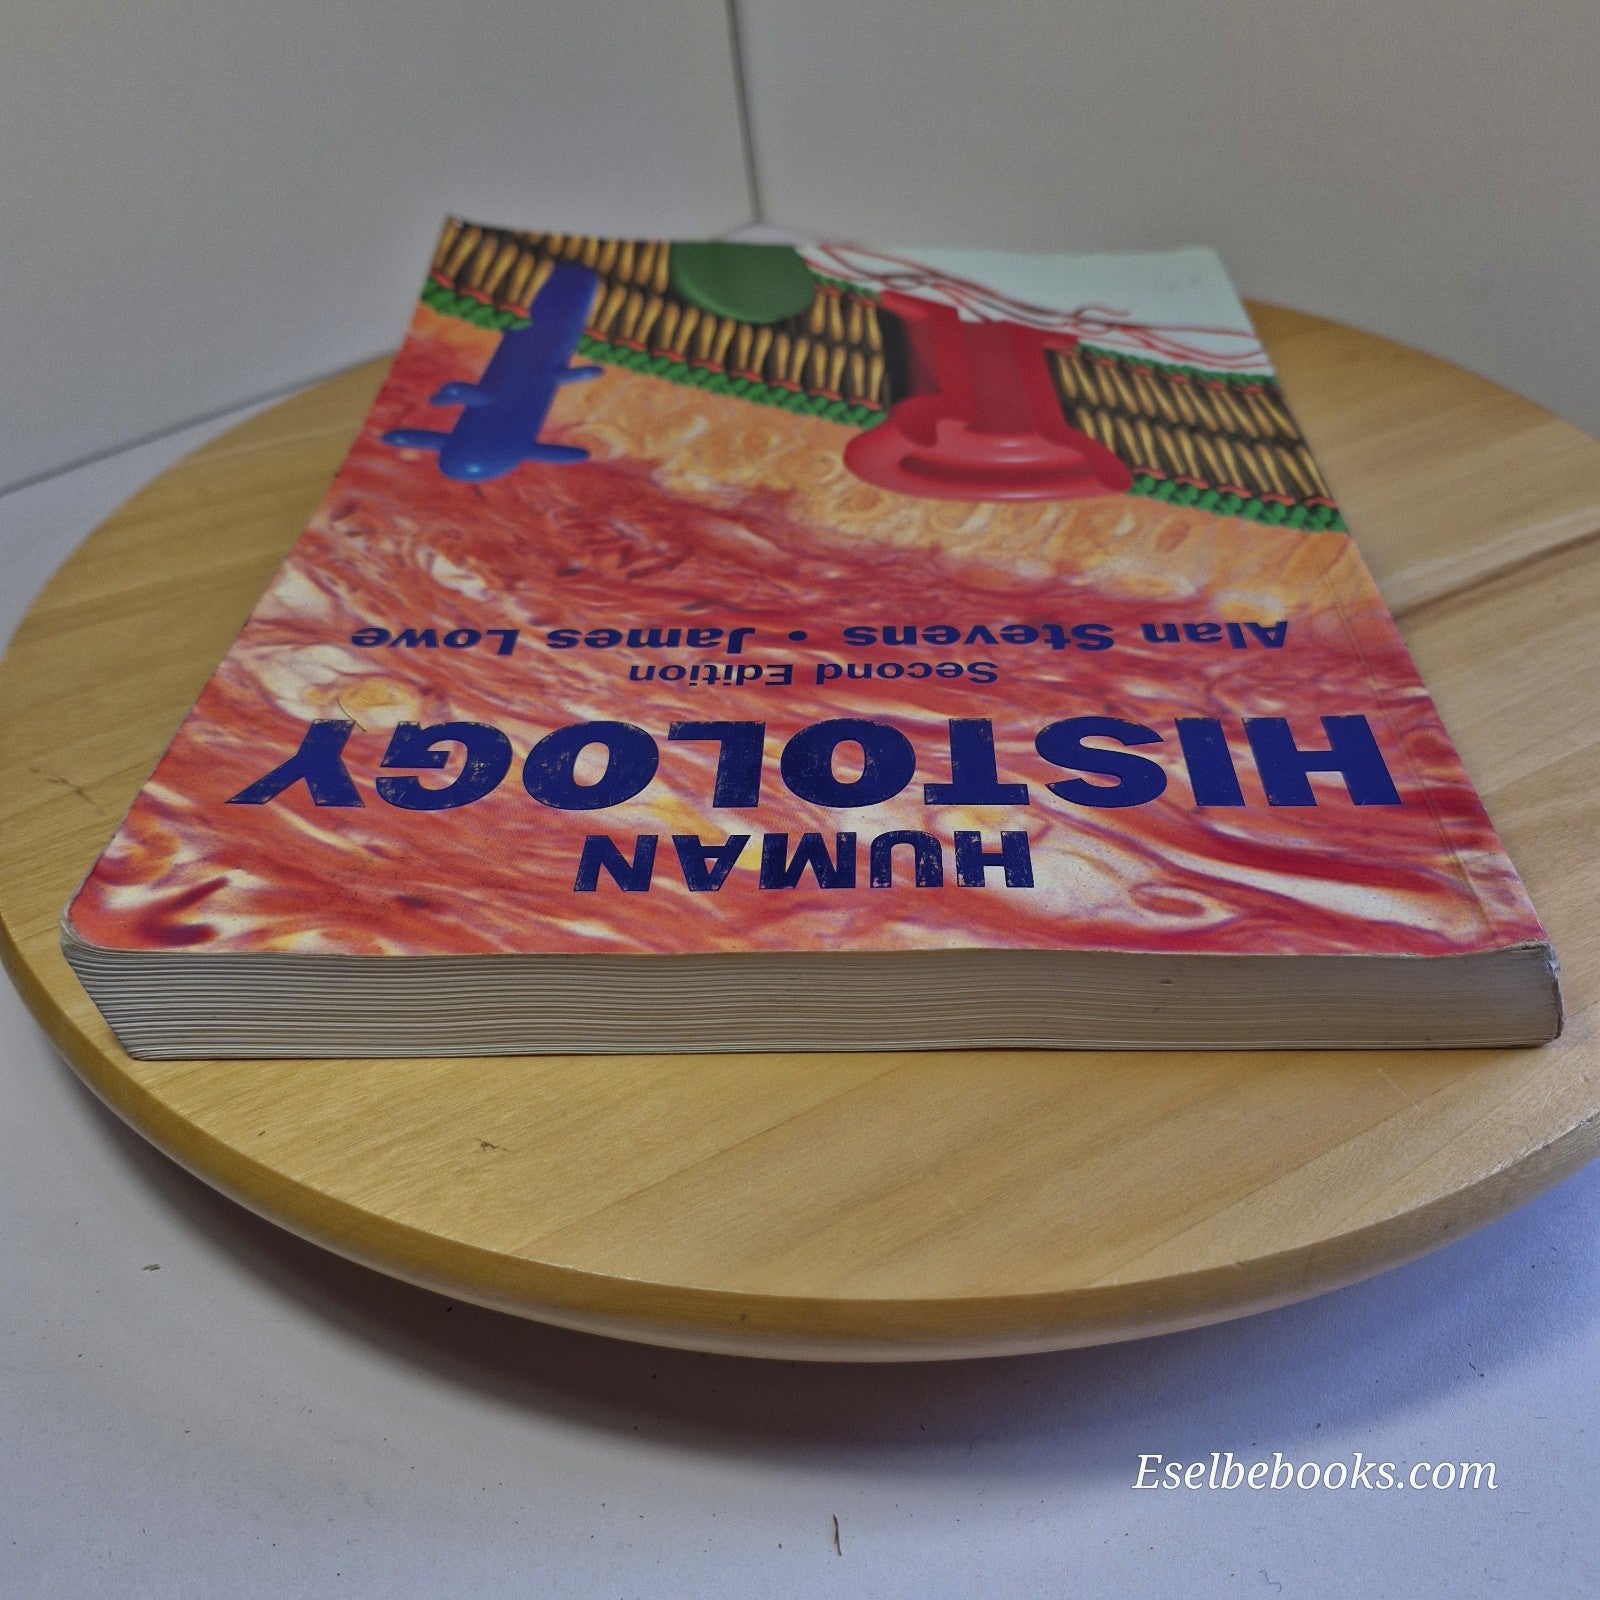 HUMAN
HISTOLOGY
Second Edition
Alan Stevens • James Lowe
Eselbebooks.com